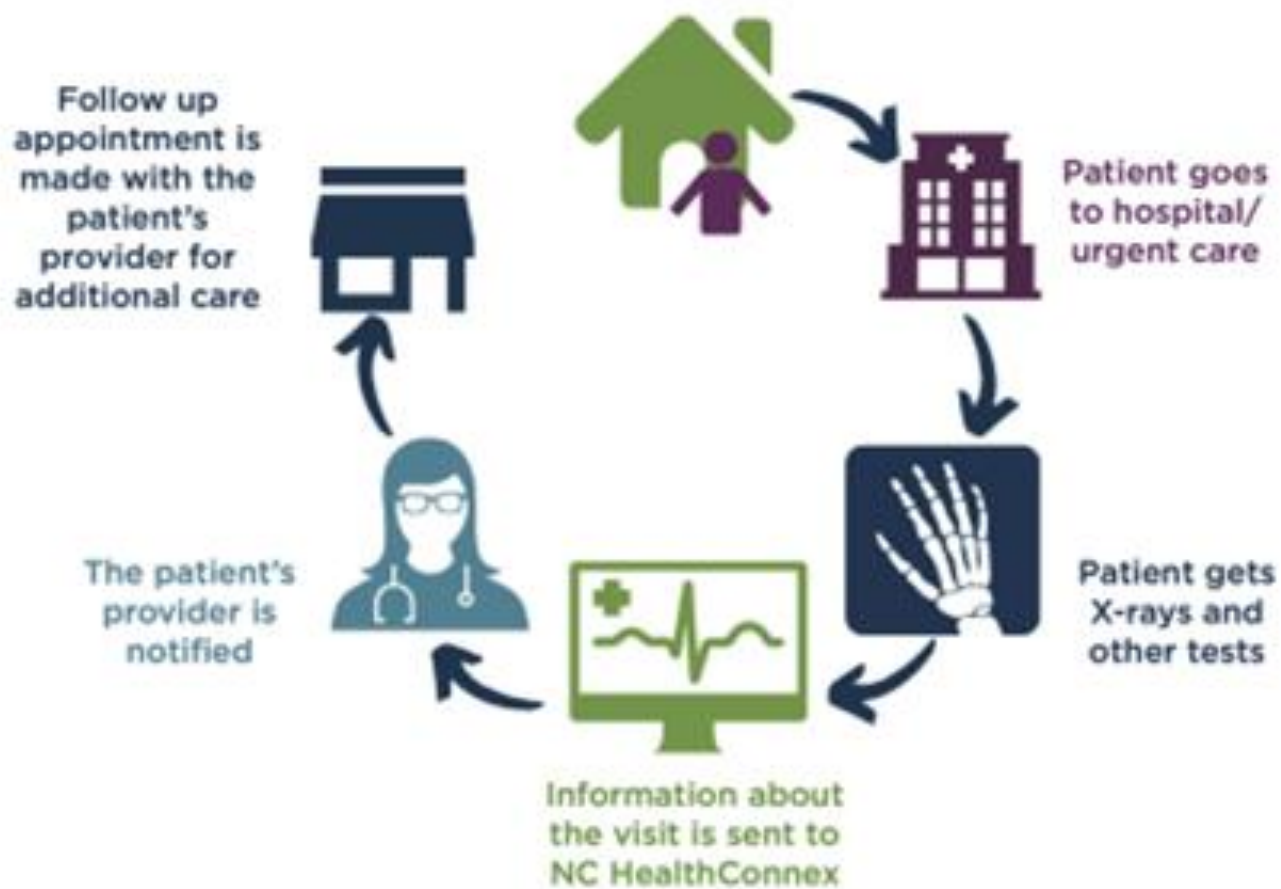 Patient goes
to hospital/
urgent care
Patient gets
X-rays and
other tests
Information about
the visit is sent to
NC HealthConnex
The patient's
provider is
notified
Follow up
appointment is
made with the
patient's
provider for
additional care